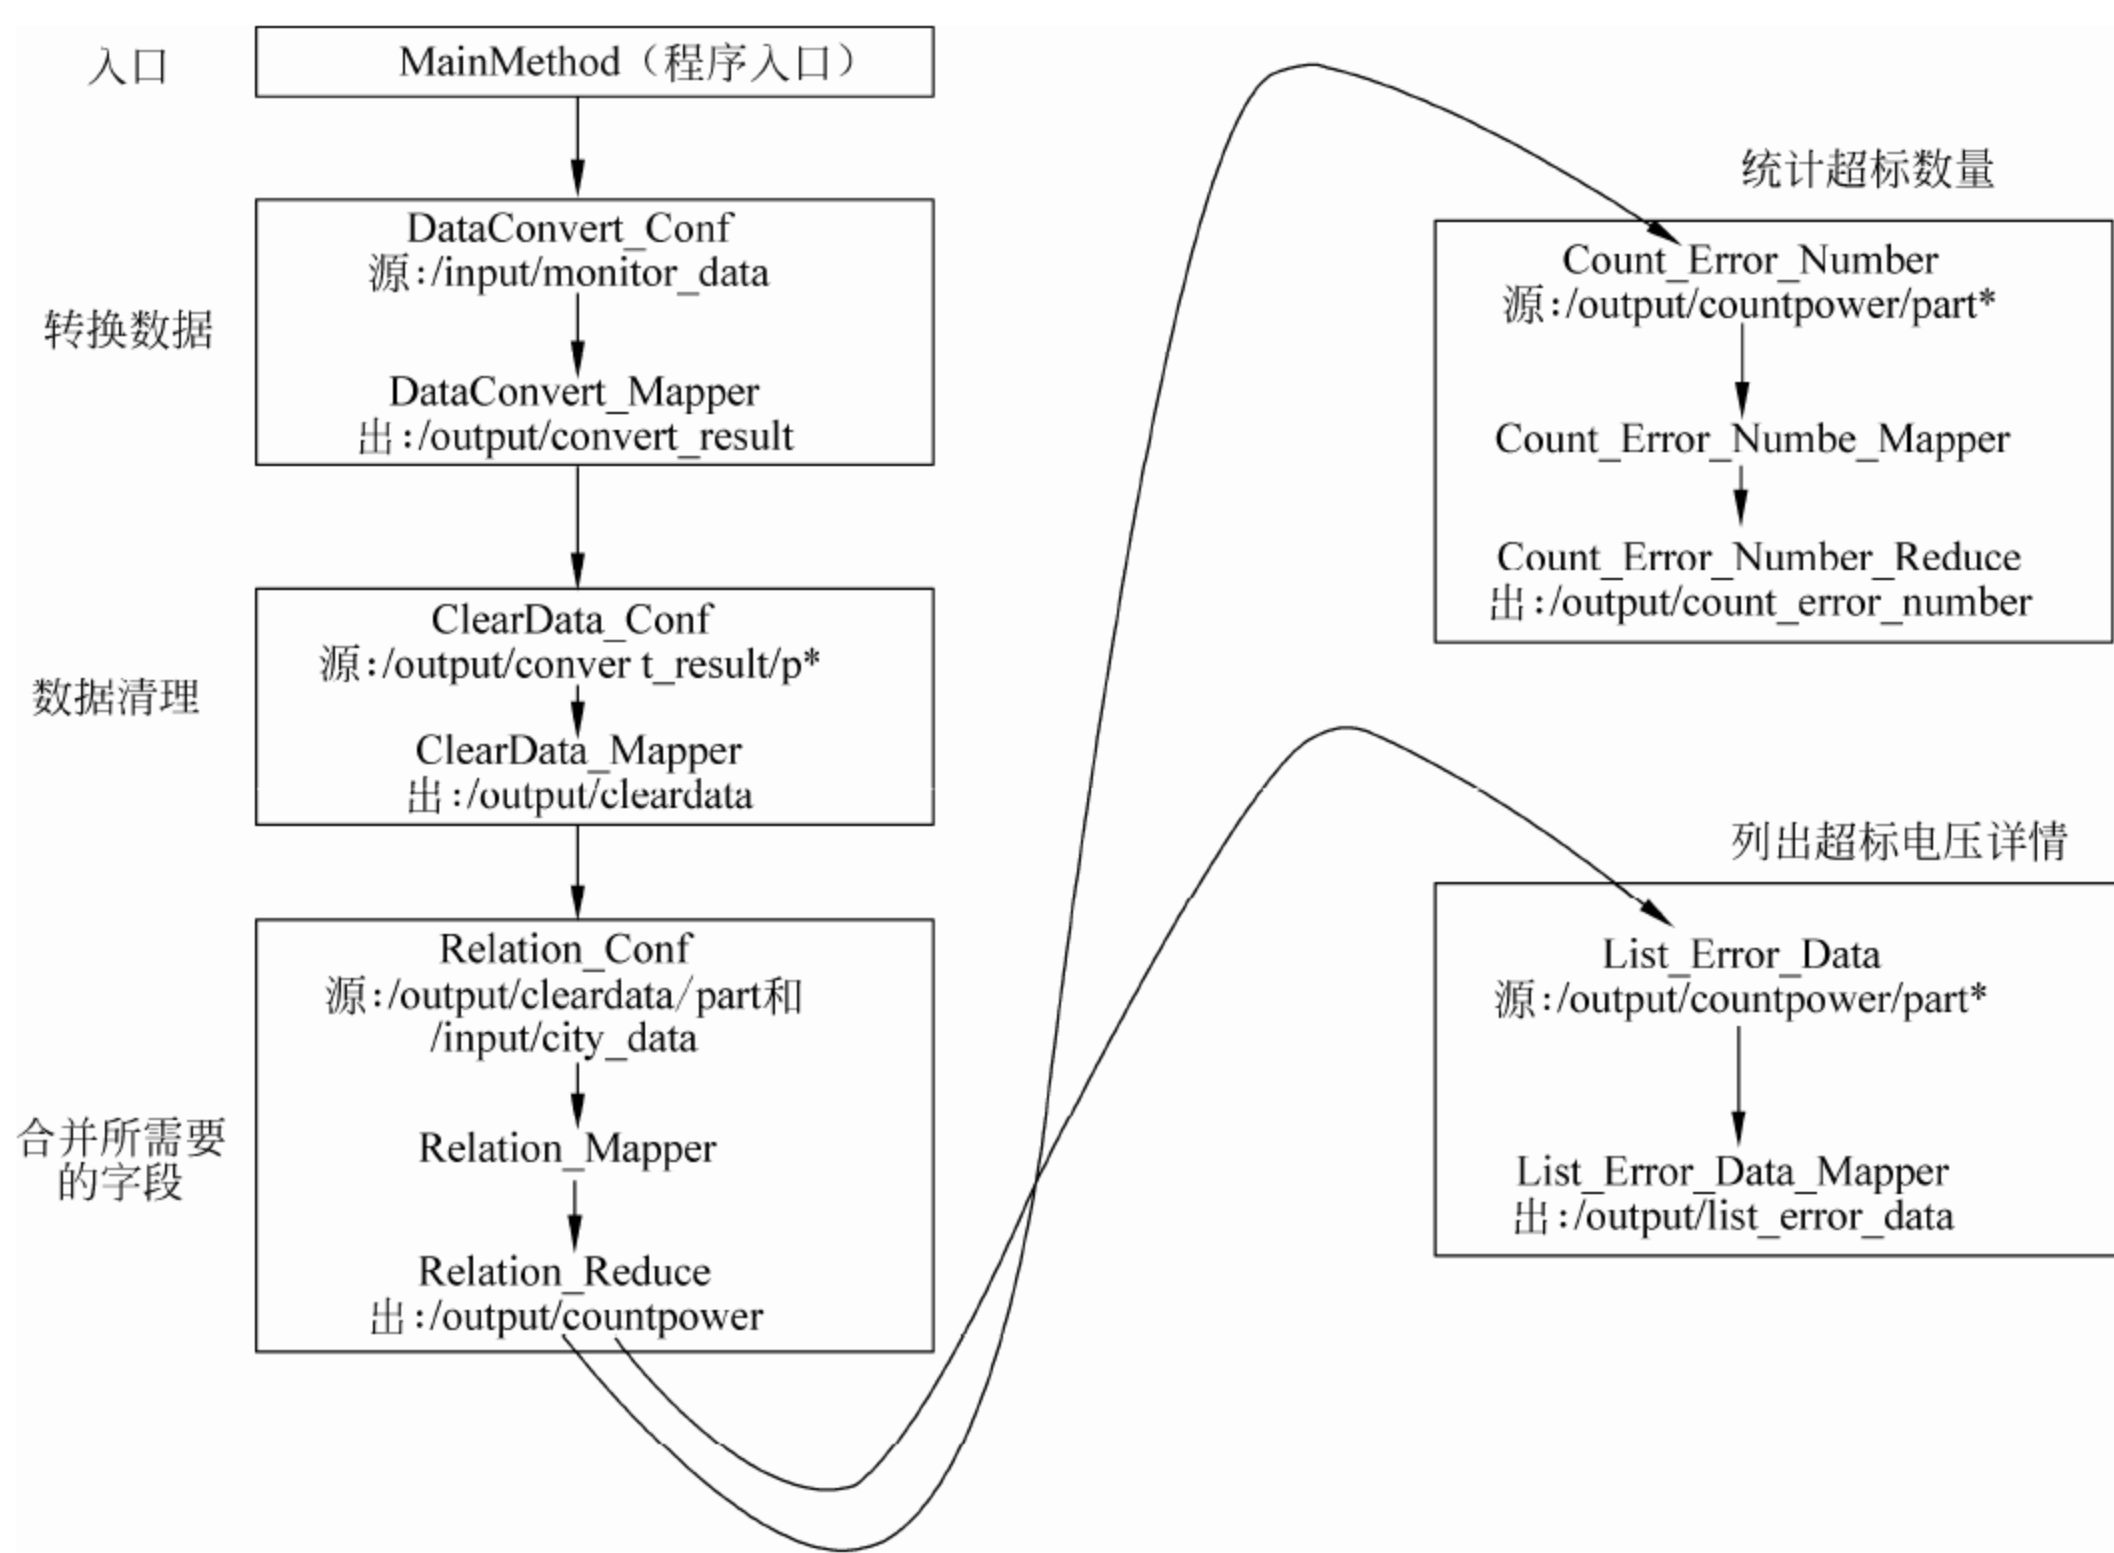 入口
MainMethod（程序入口）
转换数据
DataConvert_Conf
源:/input/monitor_data
DataConvert_Mapper
出:/output/convert_result
数据清理
ClearData_Conf
源:/output/conver t_result/p*
ClearData_Mapper
出:/output/cleardata
合并所需要
的字段
Relation_Conf
源:/output/cleardata/part和
/input/city_data
Relation_Mapper
Relation_Reduce
出:/output/countpower
统计超标数量
Count_Error_Number
源:/output/countpower/part*
Count_Error_Numbe_Mapper
Count_Error_Number_Reduce
出:/output/count_error_number
列出超标电压详情
List_Error_Data
源:/output/countpower/part*
List_Error_Data_Mapper
出:/output/list_error_data